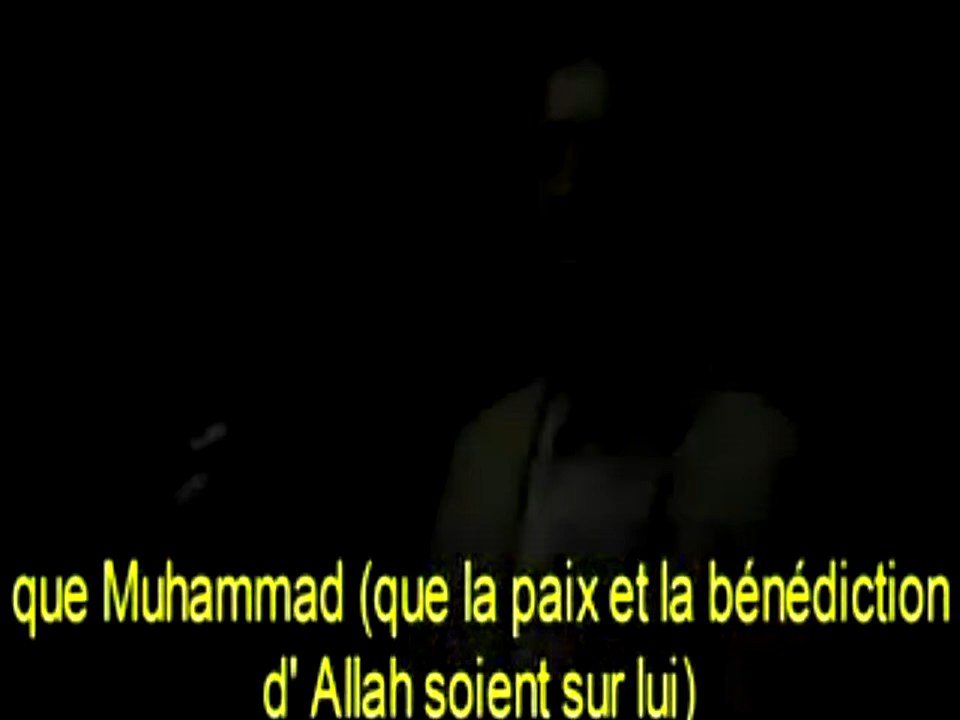 que Muhammad (que la paix et la bénédiction
d' Allah soient sur lui)